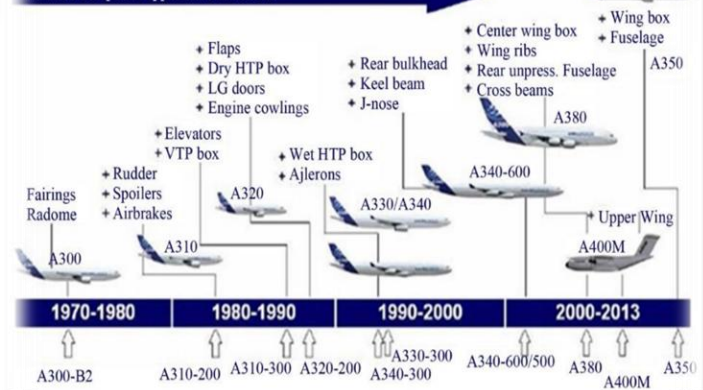 + Wing box
+ Fuselage
A350
+ Center wing box
+ Wing ribs
+ Rear unpress. Fuselage
+ Cross beams
A380
+ Flaps
+ Dry HTP box
+ LG doors
+ Engine cowlings
+ Rear bulkhead
+ Keel beam
+ J-nose
+ Elevators
+ VTP box
+ Wet HTP box
+ Ajlerons
A340-600
+ Rudder
+ Spoilers
+ Airbrakes
Fairings
Radome
A320
A330/A340
+ Upper Wing
A300
A310
A400M
1970-1980
1980-1990
1990-2000
2000-2013
A300-B2
A310-200
A310-300
A320-200
A330-300
A340-300
A340-600/500
A380
A400M
A350